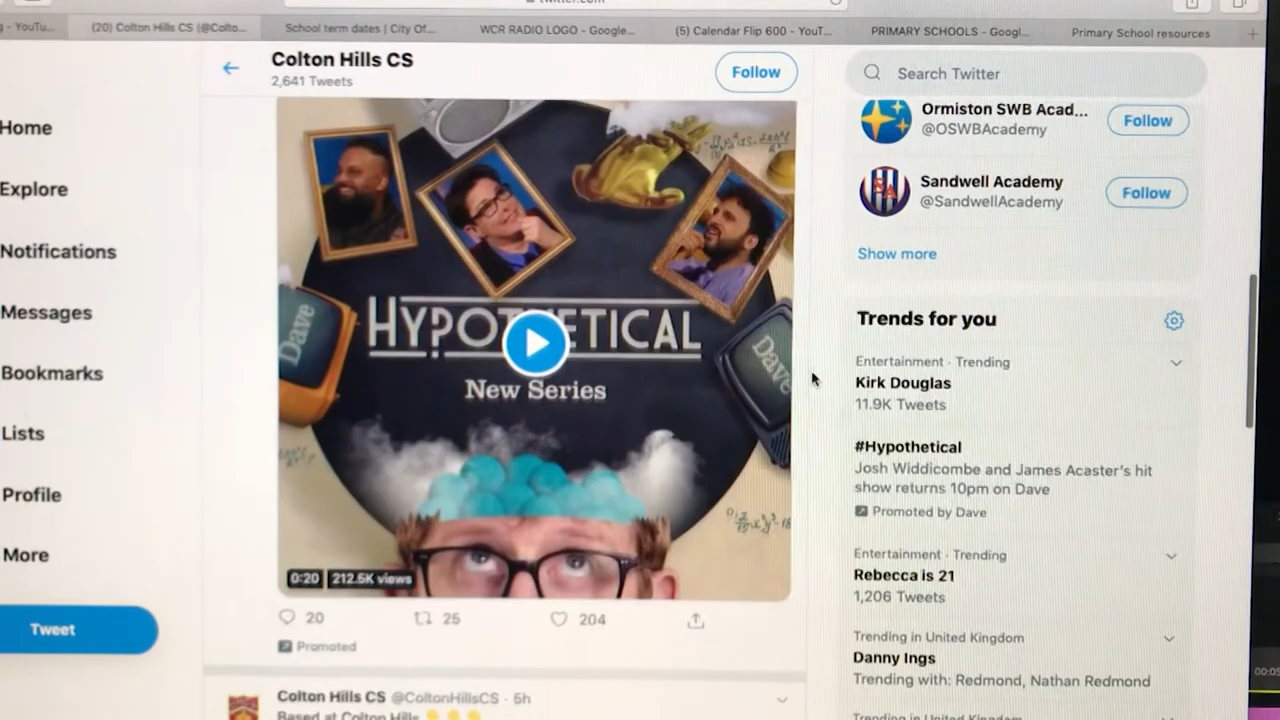 twitter.com
g - YouTu...
(20) Colton Hills CS (@Colto...
School term dates | City Of...
WCR RADIO LOGO - Google...
(5) Calendar Flip 600 - YouT...
PRIMARY SCHOOLS - Googl...
Primary School resources
Colton Hills CS
2,641 Tweets
Follow
Search Twitter
Home
Explore
Notifications
Messages
Bookmarks
Lists
Profile
More
Tweet
Dave
HYPOTHETICAL
New Series
Dave
0:20
212.5K views
20
25
204
Promoted
Colton Hills CS @ColtonHillsCS · 5h
Based at Colton Hills
Ormiston SWB Acad...
@OSWBAcademy
Follow
Sandwell Academy
@SandwellAcademy
Follow
Show more
Trends for you
Entertainment · Trending
Kirk Douglas
11.9K Tweets
#Hypothetical
Josh Widdicombe and James Acaster's hit
show returns 10pm on Dave
Promoted by Dave
Entertainment · Trending
Rebecca is 21
1,206 Tweets
Trending in United Kingdom
Danny Ings
Trending with: Redmond, Nathan Redmond
Trending in United Kingdom